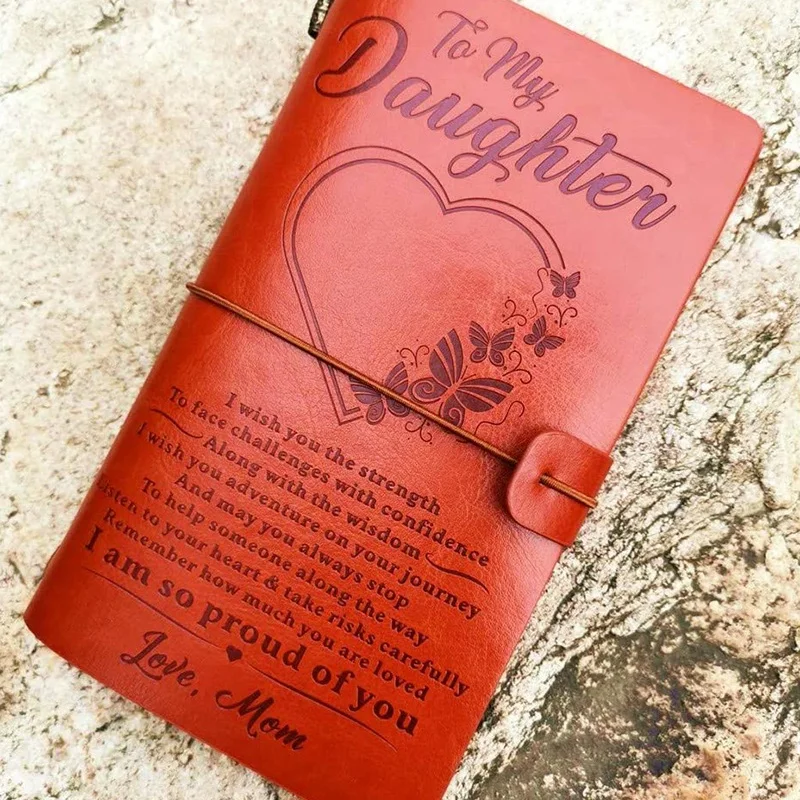 To My
Daughter
I wish you the strength
To face challenges with confidence
Along with the wisdom
I wish you adventure on your journey
And may you always stop
To help someone along the way
Listen to your heart & take risks carefully
Remember how much you are loved
I am so proud of you
Love, Mom